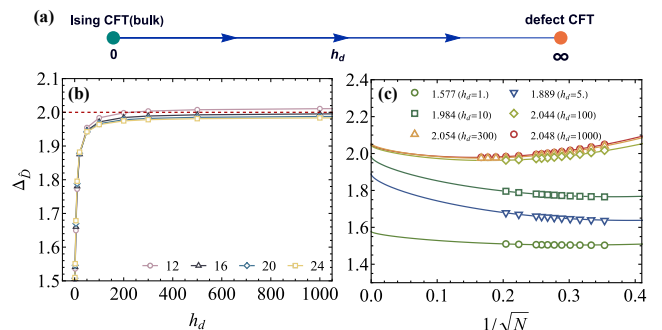 (a)
Ising CFT(bulk)
defect CFT
0
h_d
∞
(b)
2.1
2.0
1.9
1.8
1.7
1.6
1.5
Δ_D̂
12 16 20 24
0 200 400 600 800 1000
h_d
(c)
2.4
2.2
2.0
1.8
1.6
1.4
1.577 (h_d=1.) 1.889 (h_d=5.)
1.984 (h_d=10) 2.044 (h_d=100)
2.054 (h_d=300) 2.048 (h_d=1000)
0.0 0.1 0.2 0.3 0.4
1/√N